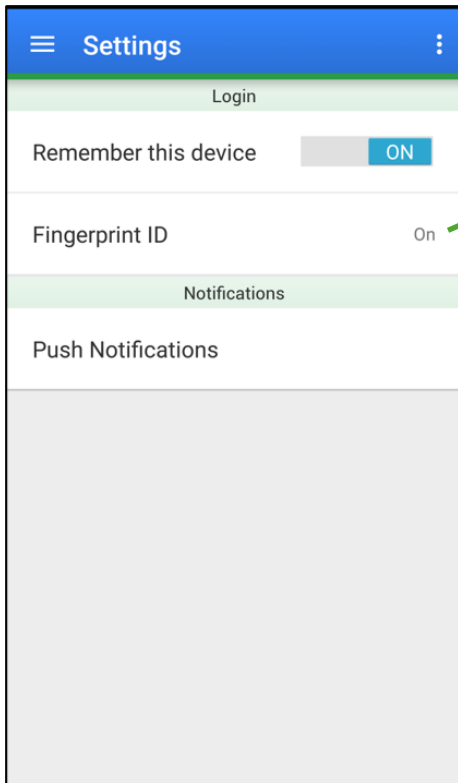 Settings
Login
Remember this device ON
Fingerprint ID On
Notifications
Push Notifications